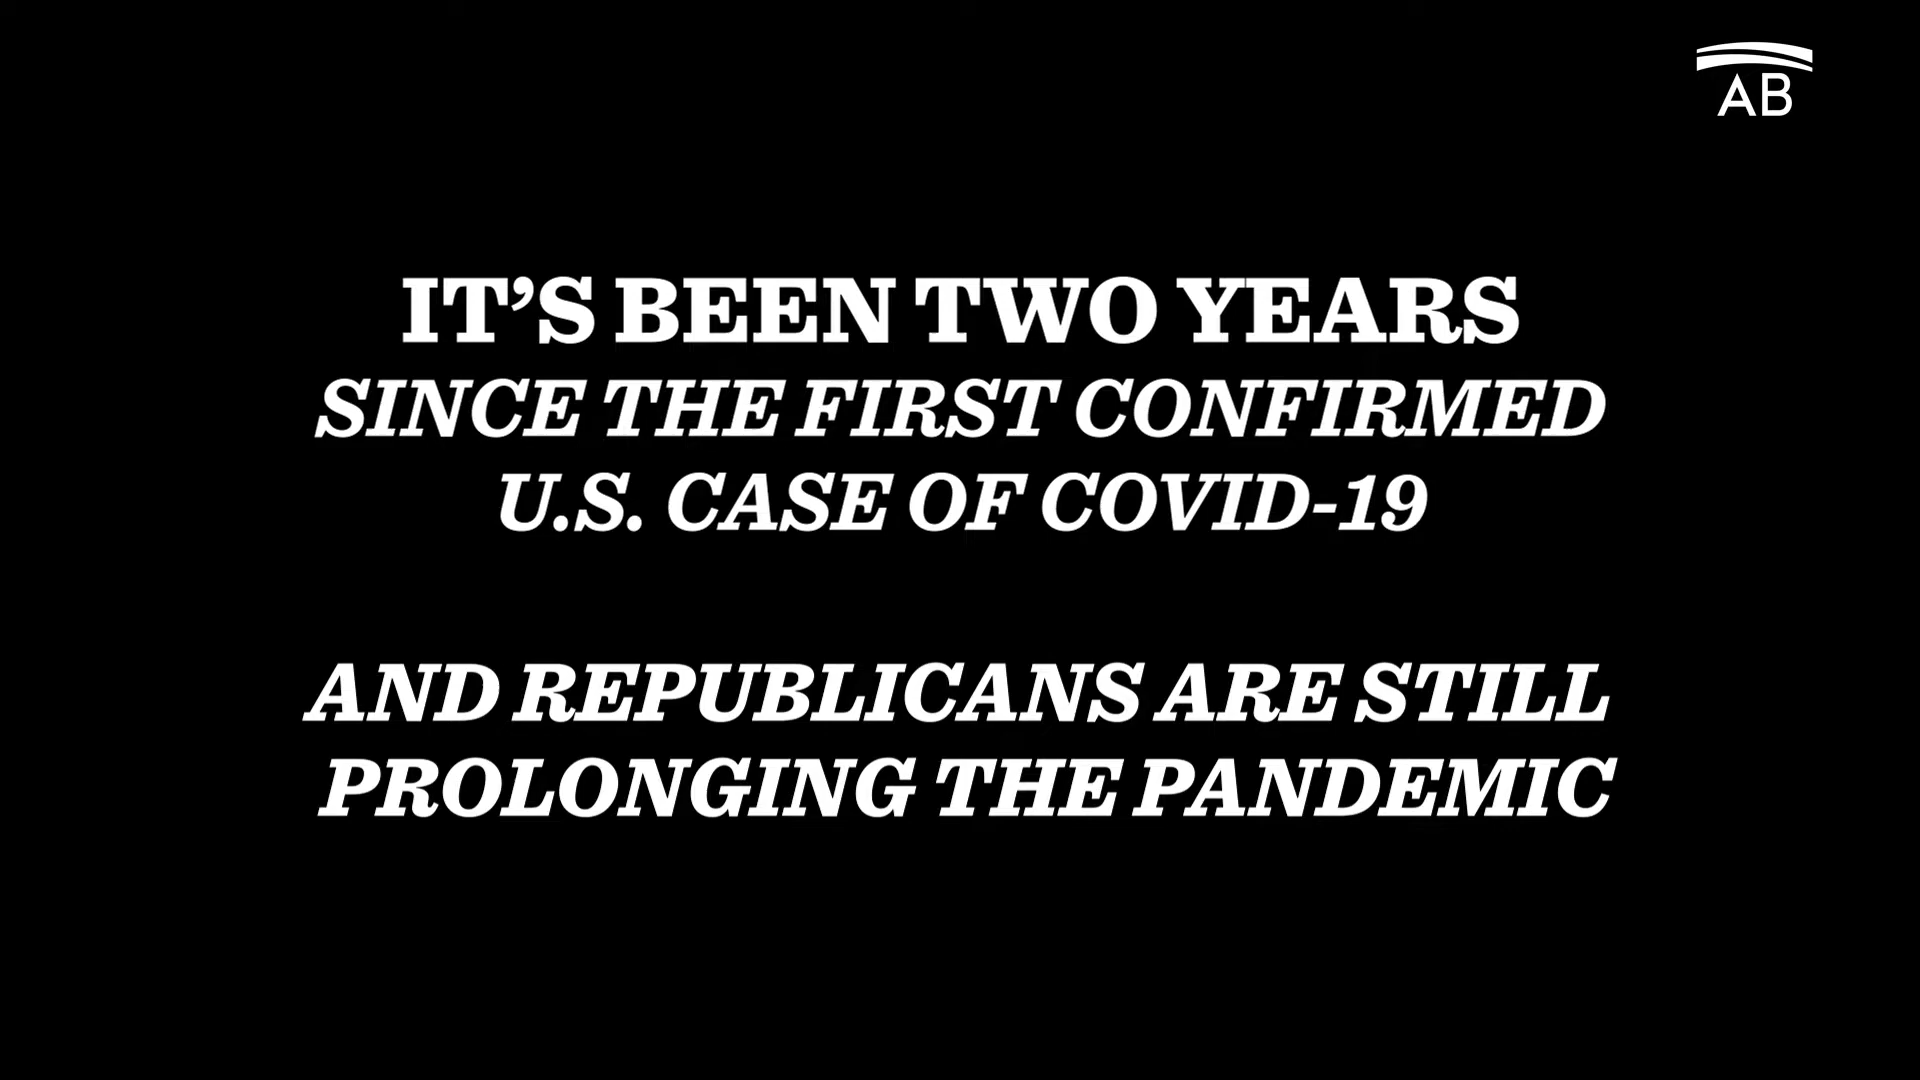 AB
IT’S BEEN TWO YEARS
SINCE THE FIRST CONFIRMED
U.S. CASE OF COVID-19
AND REPUBLICANS ARE STILL
PROLONGING THE PANDEMIC